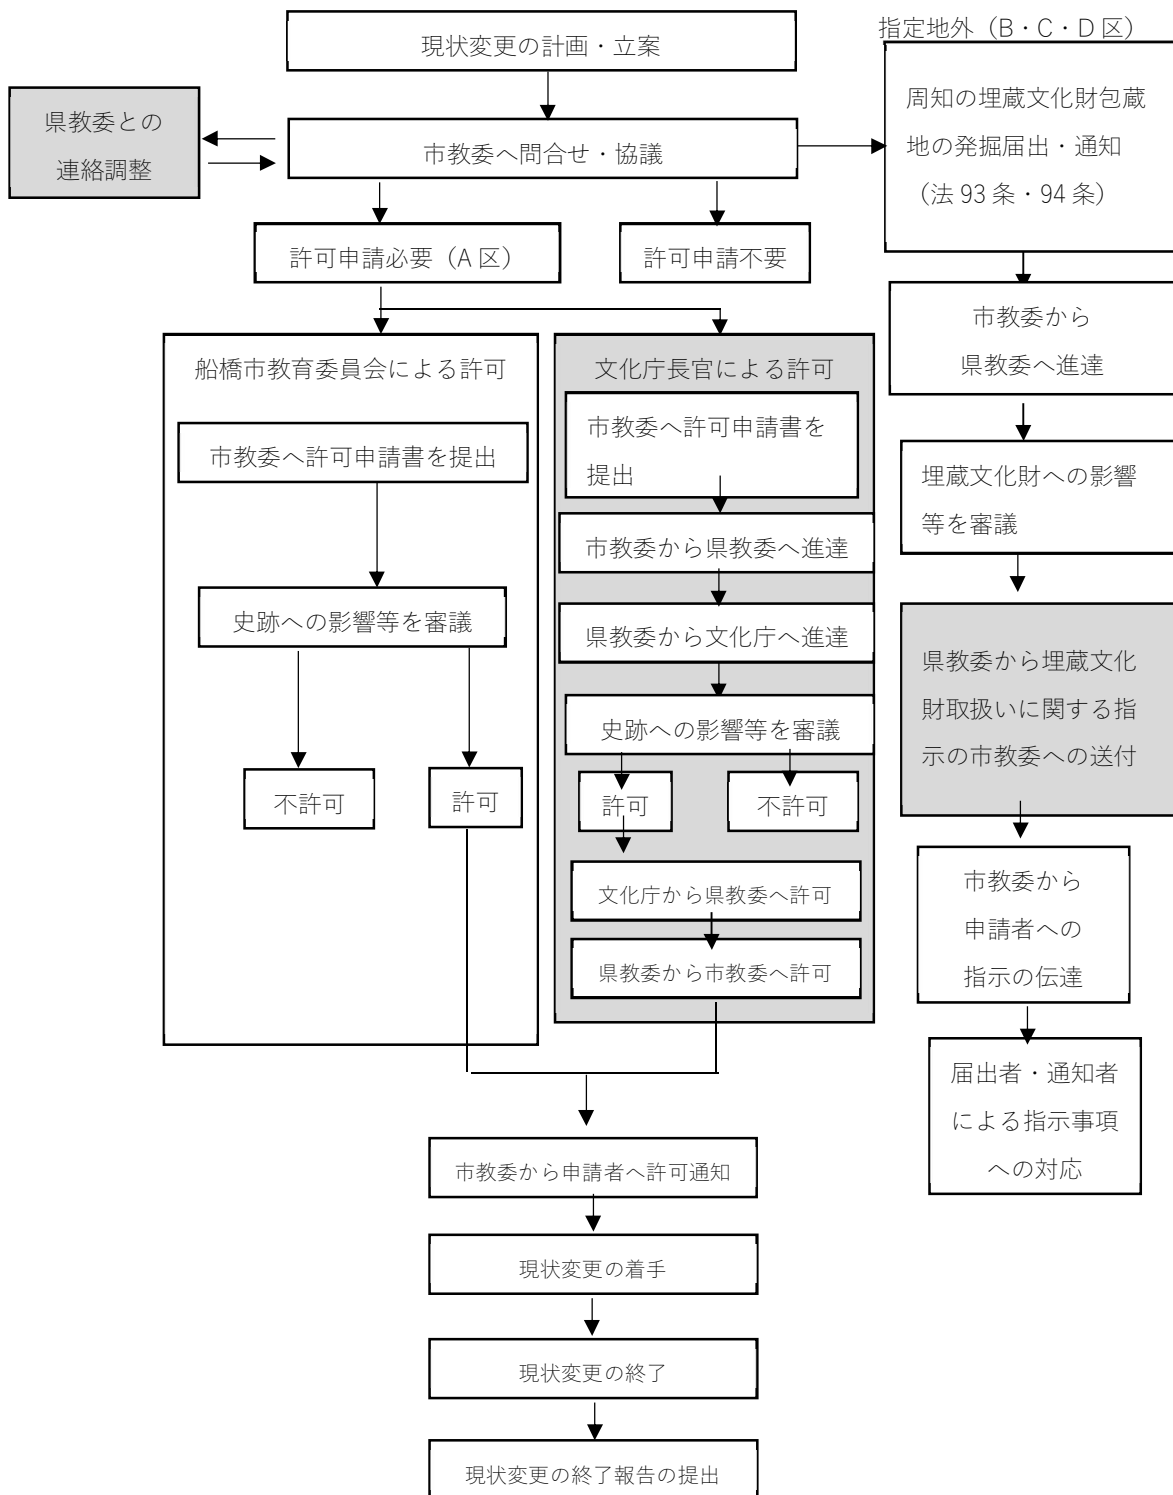 現状変更の計画・立案
指定地外（B・C・D 区）
県教委との
連絡調整
市教委へ問合せ・協議
周知の埋蔵文化財包蔵
地の発掘届出・通知
（法 93 条・94 条）
許可申請必要（A 区）
許可申請不要
市教委から
県教委へ進達
船橋市教育委員会による許可
文化庁長官による許可
市教委へ許可申請書を提出
市教委へ許可申請書を
提出
埋蔵文化財への影響
等を審議
市教委から県教委へ進達
史跡への影響等を審議
県教委から文化庁へ進達
県教委から埋蔵文化
財取扱いに関する指
示の市教委への送付
史跡への影響等を審議
不許可
許可
許可
不許可
文化庁から県教委へ許可
県教委から市教委へ許可
市教委から
申請者への
指示の伝達
届出者・通知者
による指示事項
への対応
市教委から申請者へ許可通知
現状変更の着手
現状変更の終了
現状変更の終了報告の提出